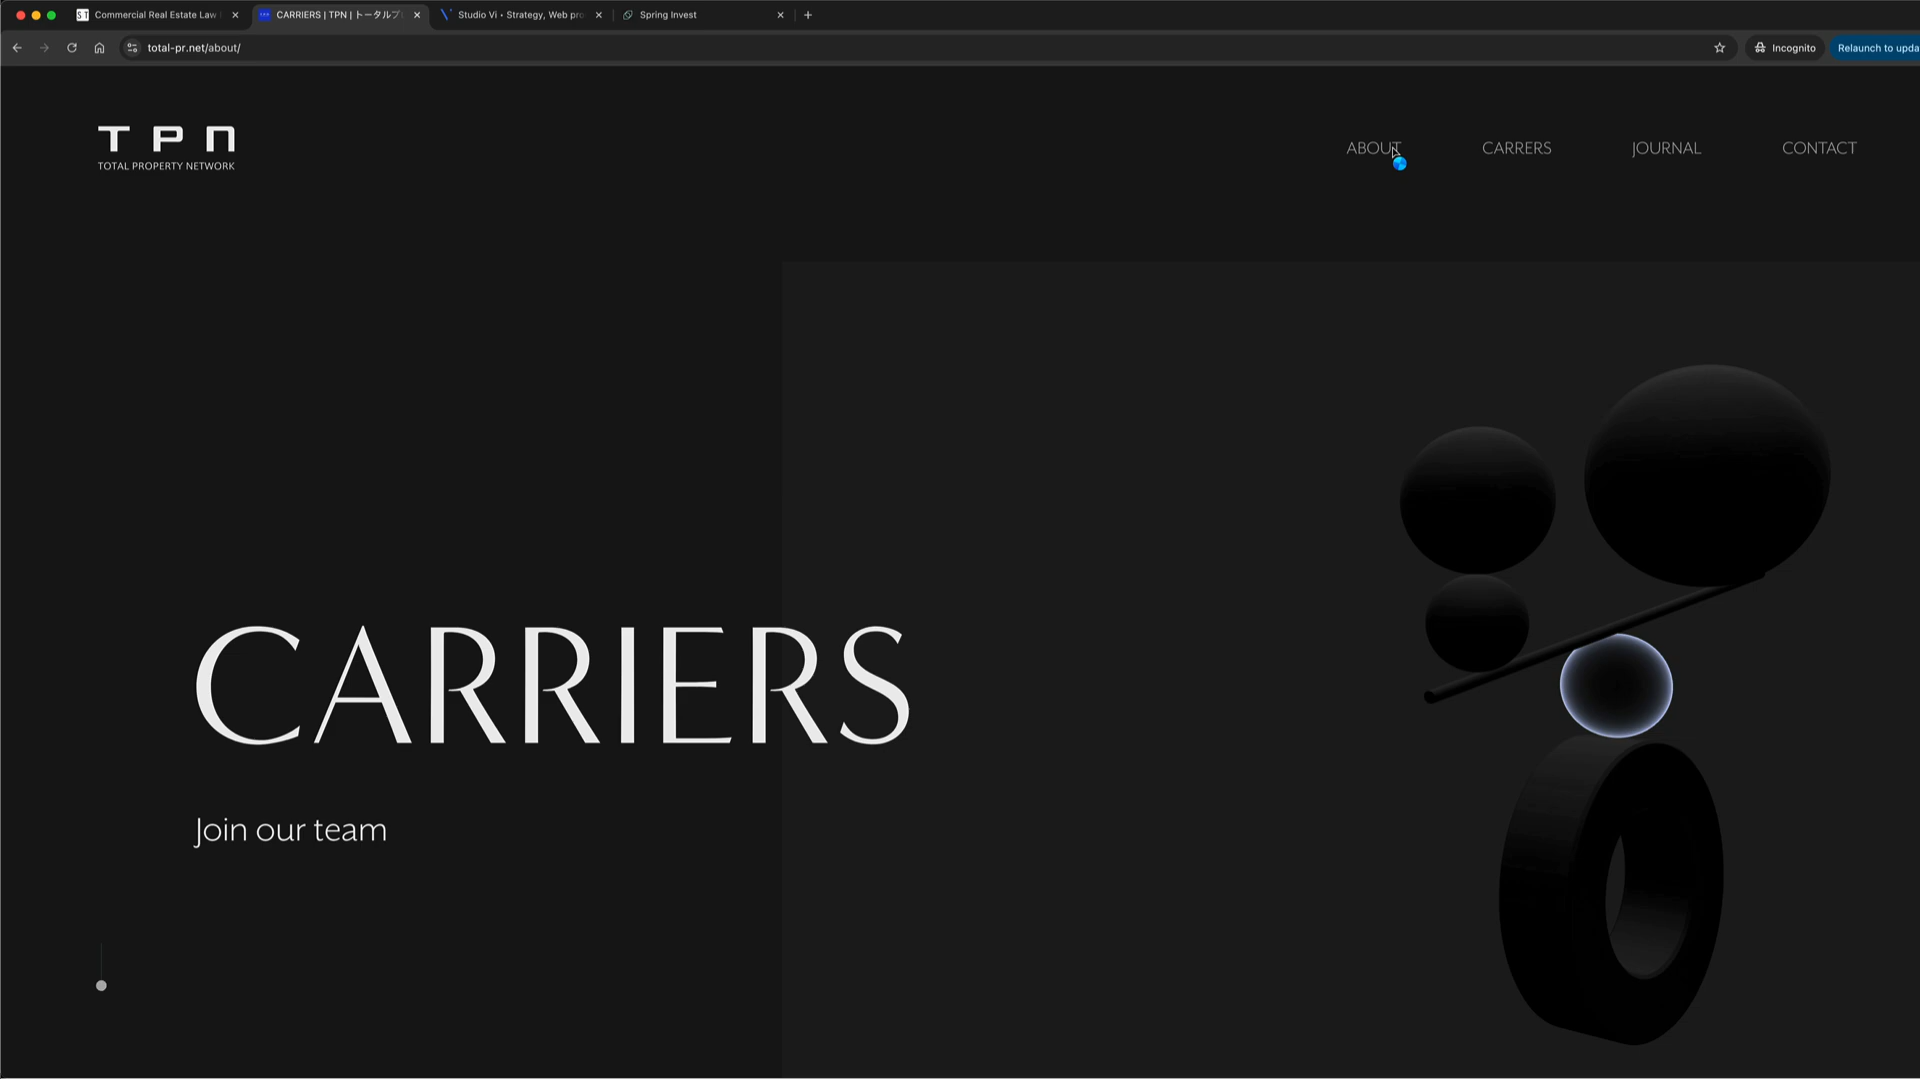 Commercial Real Estate Law
CARRIERS | TPN | トータルプ
Studio Vi • Strategy, Web pro
Spring Invest
total-pr.net/about/
Incognito
Relaunch to upda
TPN
TOTAL PROPERTY NETWORK
ABOUT
CARRERS
JOURNAL
CONTACT
CARRIERS
Join our team